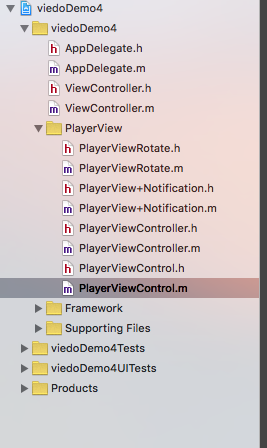 viedoDemo4
viedoDemo4
h AppDelegate.h
m AppDelegate.m
h ViewController.h
m ViewController.m
PlayerView
h PlayerViewRotate.h
m PlayerViewRotate.m
h PlayerView+Notification.h
m PlayerView+Notification.m
h PlayerViewController.h
m PlayerViewController.m
h PlayerViewControl.h
m PlayerViewControl.m
Framework
Supporting Files
viedoDemo4Tests
viedoDemo4UITests
Products